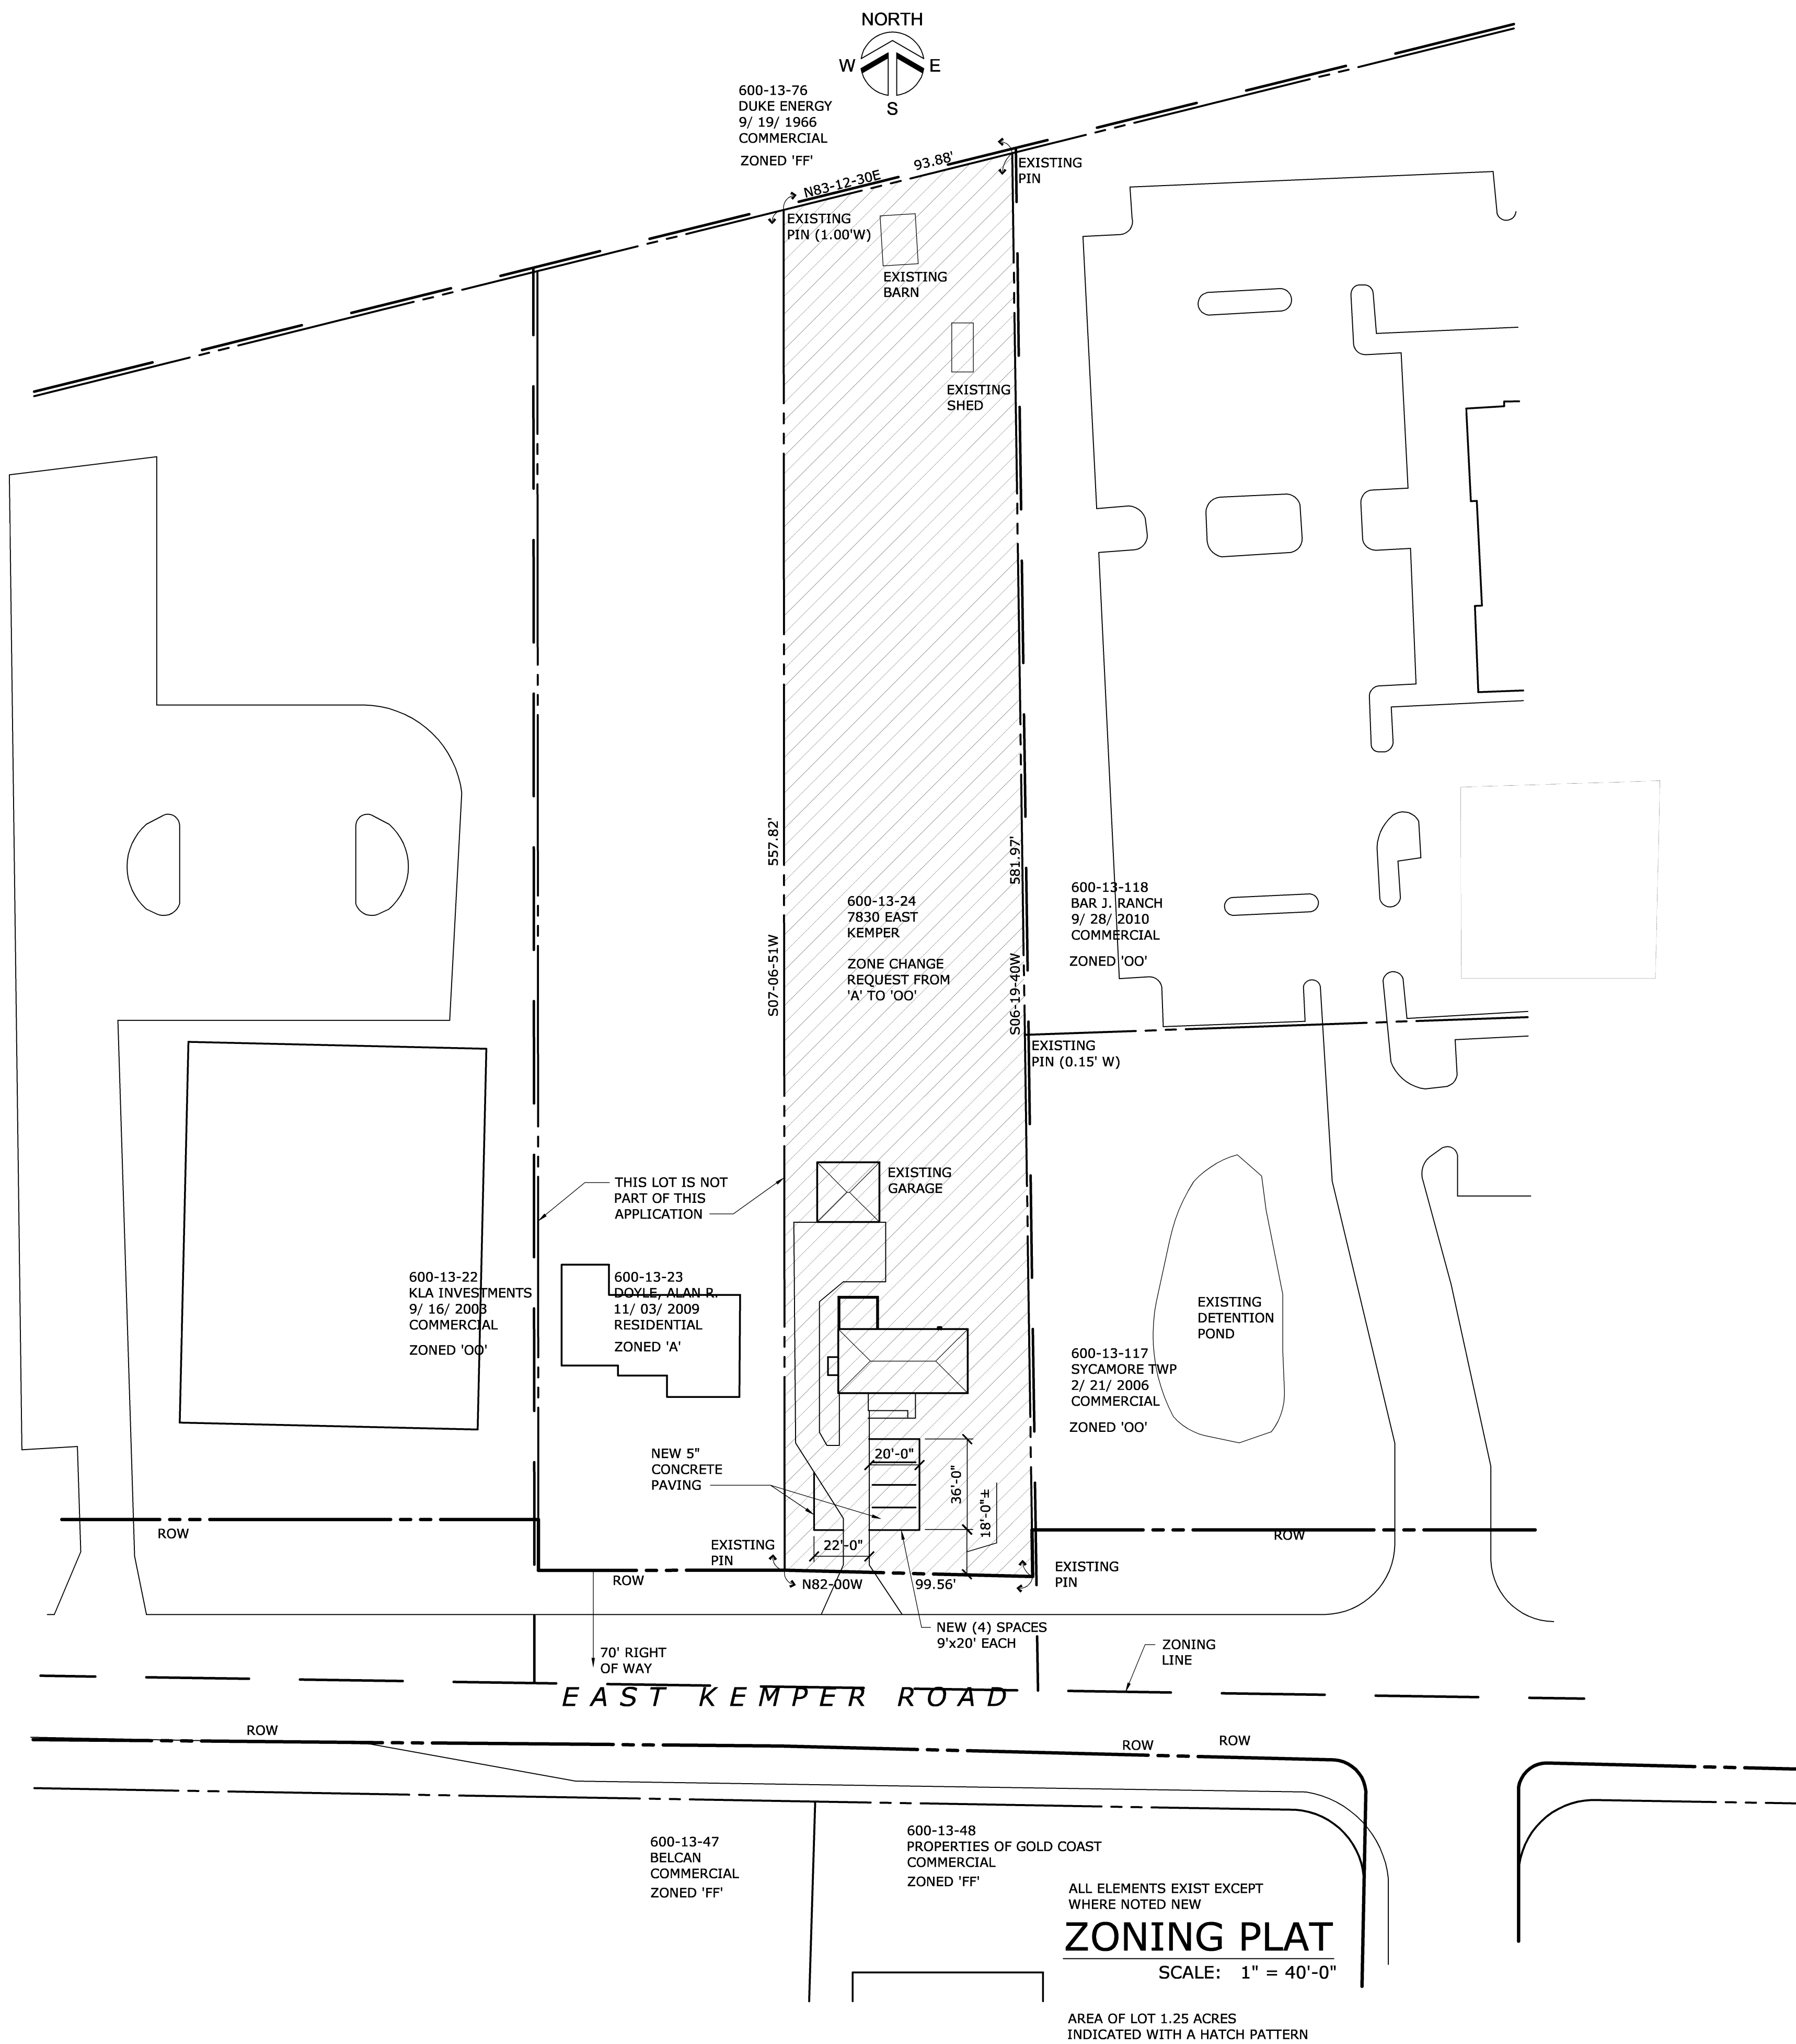 NORTH
W
E
S
600-13-76
DUKE ENERGY
9/ 19/ 1966
COMMERCIAL
ZONED 'FF'
N83-12-30E
93.88'
EXISTING
PIN
EXISTING
PIN (1.00'W)
EXISTING
BARN
EXISTING
SHED
557.82'
S07-06-51W
581.97'
S06-19-40W
600-13-24
7830 EAST
KEMPER
ZONE CHANGE
REQUEST FROM
'A' TO 'OO'
600-13-118
BAR J. RANCH
9/ 28/ 2010
COMMERCIAL
ZONED 'OO'
EXISTING
PIN (0.15' W)
THIS LOT IS NOT
PART OF THIS
APPLICATION
EXISTING
GARAGE
600-13-22
KLA INVESTMENTS
9/ 16/ 2003
COMMERCIAL
ZONED 'OO'
600-13-23
DOYLE, ALAN R.
11/ 03/ 2009
RESIDENTIAL
ZONED 'A'
EXISTING
DETENTION
POND
600-13-117
SYCAMORE TWP
2/ 21/ 2006
COMMERCIAL
ZONED 'OO'
NEW 5"
CONCRETE
PAVING
20'-0"
36'-0"
18'-0"±
22'-0"
ROW
ROW
EXISTING
PIN
EXISTING
PIN
ROW
N82-00W
99.56'
NEW (4) SPACES
9'x20' EACH
70' RIGHT
OF WAY
ZONING
LINE
EAST KEMPER ROAD
ROW
ROW
ROW
600-13-47
BELCAN
COMMERCIAL
ZONED 'FF'
600-13-48
PROPERTIES OF GOLD COAST
COMMERCIAL
ZONED 'FF'
ALL ELEMENTS EXIST EXCEPT
WHERE NOTED NEW
ZONING PLAT
SCALE: 1" = 40'-0"
AREA OF LOT 1.25 ACRES
INDICATED WITH A HATCH PATTERN